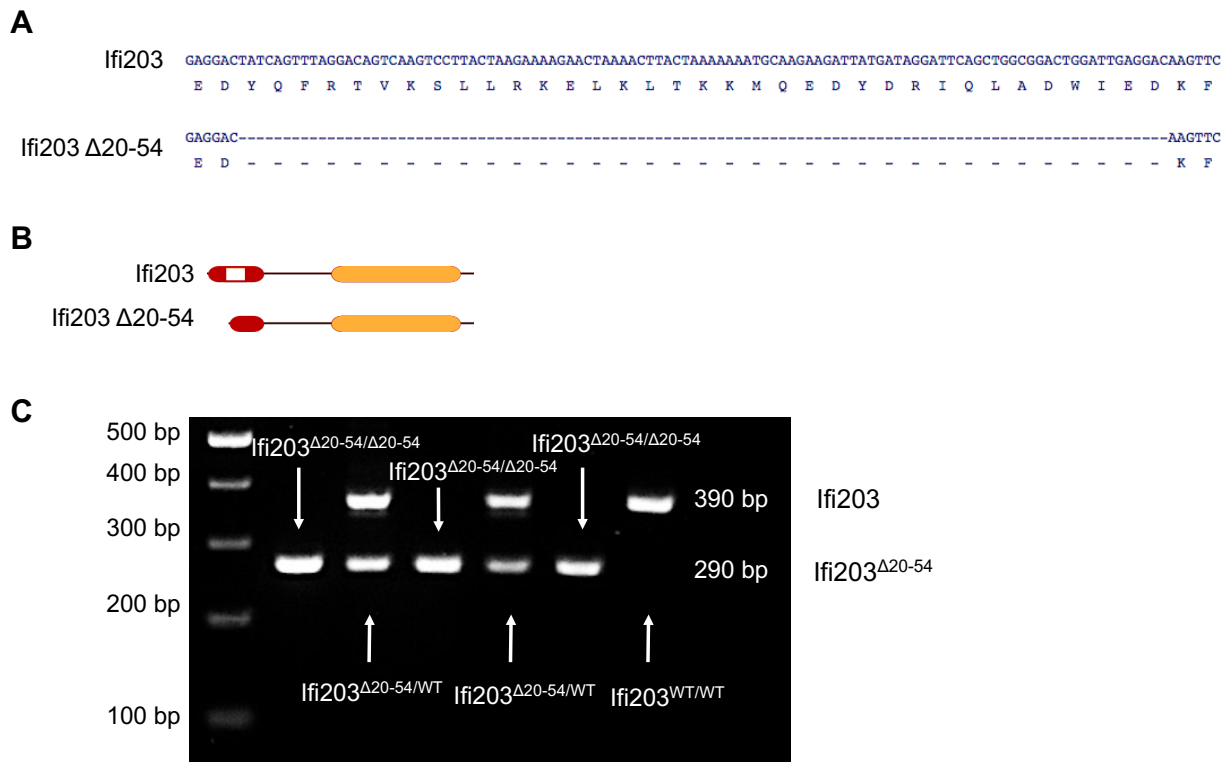 A
Ifi203
GAGGACTATCAGTTTAGGACAGTCAAGTCCTTACTAAGAAAAGAACTAAAACTTACTAAAAAAATGCAAGAAGATTATGATAGGATTCAGCTGGCGGACTGGATTGAGGACAAGTTC
E D Y Q F R T V K S L L R K E L K L T K K M Q E D Y D R I Q L A D W I E D K F
Ifi203 Δ20-54
GAGGAC---------------------------------------------------------------------------------------------------------AAGTTC
E D - - - - - - - - - - - - - - - - - - - - - - - - - - - - - - - - - - - K F
B
Ifi203
Ifi203 Δ20-54
C
500 bp
400 bp
300 bp
200 bp
100 bp
Ifi203Δ20-54/Δ20-54
Ifi203Δ20-54/Δ20-54
Ifi203Δ20-54/Δ20-54
390 bp
Ifi203
290 bp
Ifi203Δ20-54
Ifi203Δ20-54/WT
Ifi203Δ20-54/WT
Ifi203WT/WT